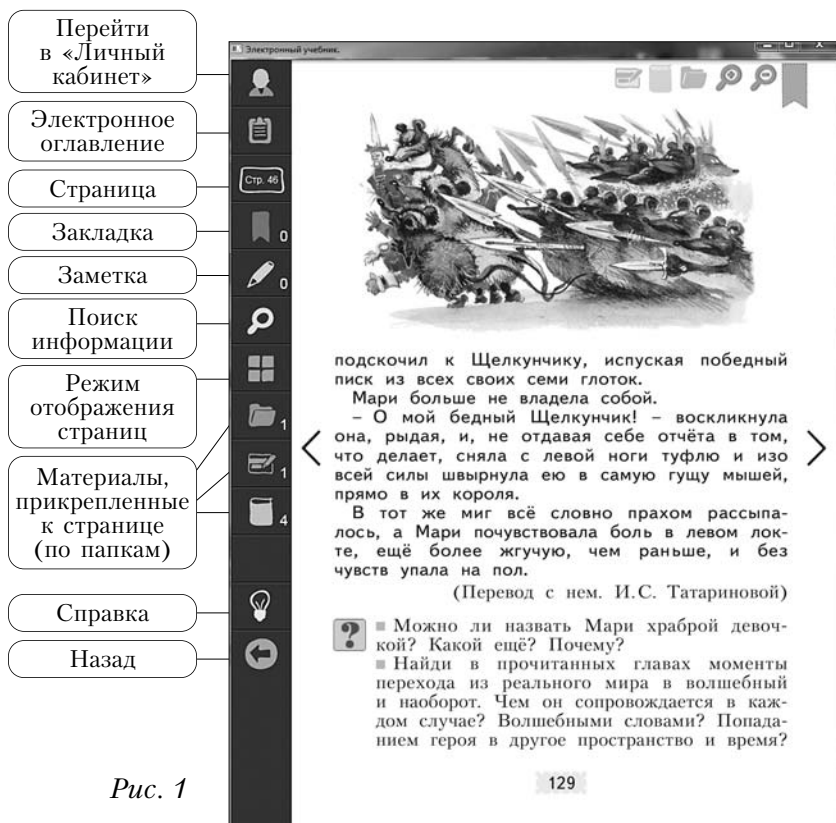 Перейти
в «Личный
кабинет»
Электронное
оглавление
Страница
Закладка
Заметка
Поиск
информации
Режим
отображения
страниц
Материалы,
прикрепленные
к странице
(по папкам)
Справка
Назад
Рис. 1
Электронный учебник.
Стр. 46
0
0
1
1
4
подскочил к Щелкунчику, испуская победный
писк из всех своих семи глоток.
Мари больше не владела собой.
– О мой бедный Щелкунчик! – воскликнула
она, рыдая, и, не отдавая себе отчёта в том,
что делает, сняла с левой ноги туфлю и изо
всей силы швырнула ею в самую гущу мышей,
прямо в их короля.
В тот же миг всё словно прахом рассыпа-
лось, а Мари почувствовала боль в левом лок-
те, ещё более жгучую, чем раньше, и без
чувств упала на пол.
(Перевод с нем. И.С. Татариновой)
? Можно ли назвать Мари храброй девоч-
кой? Какой ещё? Почему?
Найди в прочитанных главах моменты
перехода из реального мира в волшебный
и наоборот. Чем он сопровождается в каж-
дом случае? Волшебными словами? Попада-
нием героя в другое пространство и время?
129